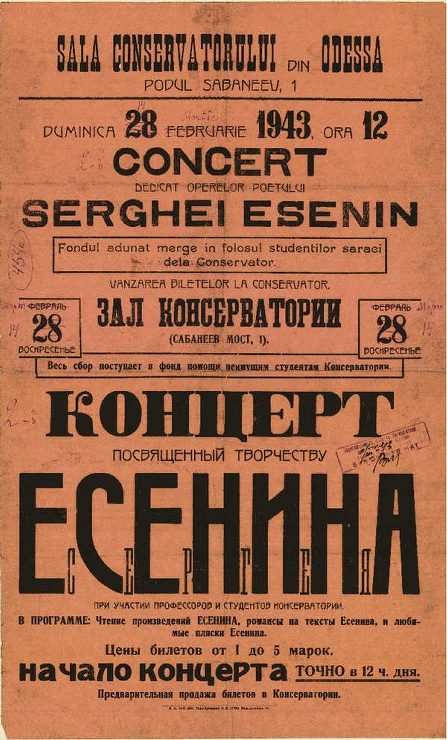 SALA CONSERVATORULUI DIN ODESSA
PODUL SABANEEV, 1
DUMINICA 28 FEBRUARIE 1943, ORA 12
CONCERT
DEDICAT OPERELOR POETULUI
SERGHEI ESENIN
Fondul adunat merge in folosul studentilor saraci
dela Conservator.
VANZAREA BILETELOR LA CONSERVATOR.
ЗАЛ КОНСЕРВАТОРИИ
(САБАНЕЕВ МОСТ, 1).
ФЕВРАЛЬ
28
ВОСКРЕСЕНЬЕ
ФЕВРАЛЬ
28
ВОСКРЕСЕНЬЕ
Весь сбор поступает в фонд помощи неимущим студентам Консерватории.
КОНЦЕРТ
ПОСВЯЩЕННЫЙ ТВОРЧЕСТВУ
СЕРГЕЯ
ЕСЕНИНА
ПРИ УЧАСТИИ ПРОФЕССОРОВ И СТУДЕНТОВ КОНСЕРВАТОРИИ.
В ПРОГРАММЕ: Чтение произведений ЕСЕНИНА, романсы на тексты Есенина, и люби-
мые пляски Есенина.
Цены билетов от 1 до 5 марок.
НАЧАЛО КОНЦЕРТА ТОЧНО в 12 ч. дня.
Предварительная продажа билетов в Консерватории.